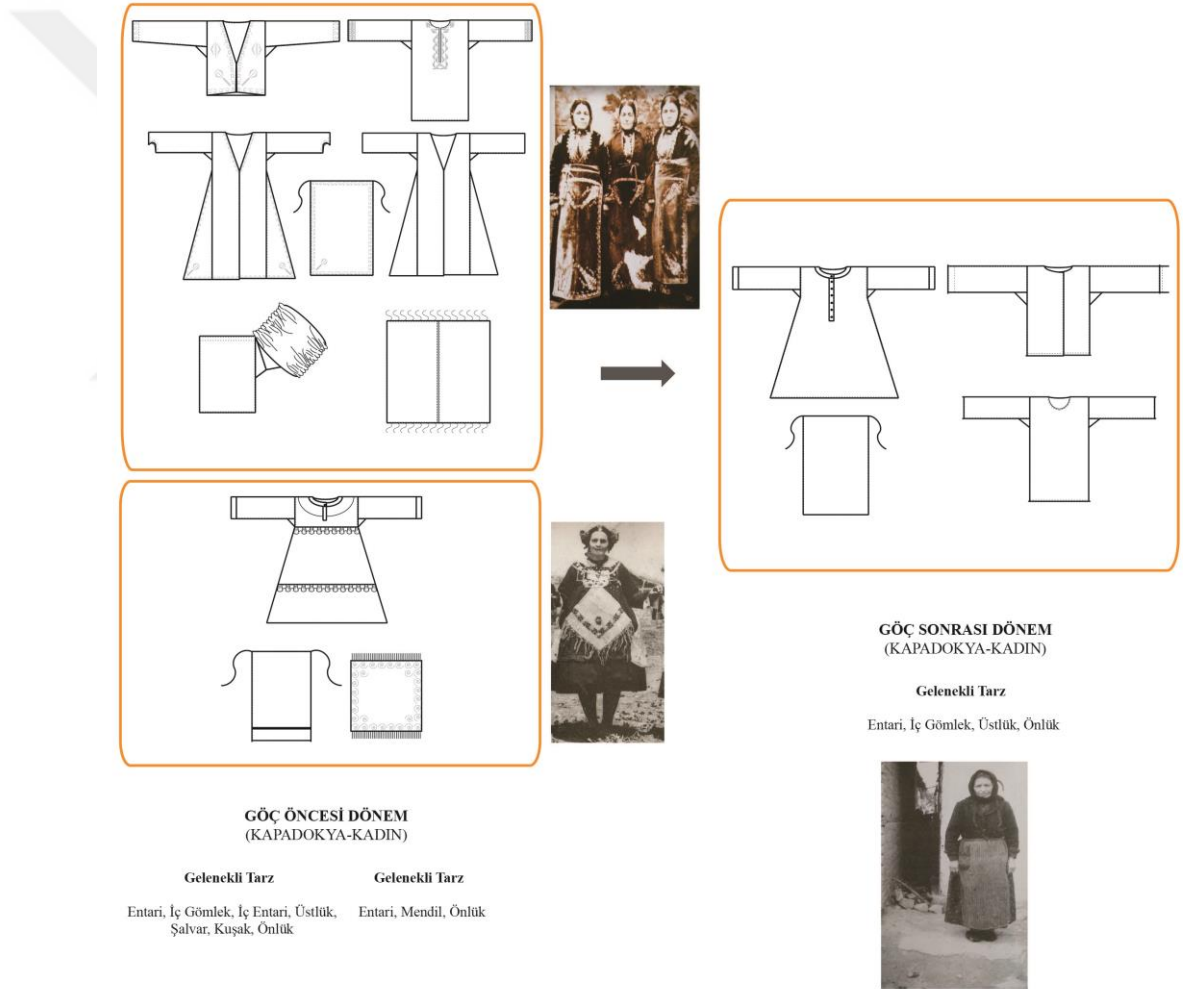 GÖÇ ÖNCESİ DÖNEM
(KAPADOKYA-KADIN)
Gelenekli Tarz
Entari, İç Gömlek, İç Entari, Üstlük,
Şalvar, Kuşak, Önlük
Gelenekli Tarz
Entari, Mendil, Önlük
GÖÇ SONRASI DÖNEM
(KAPADOKYA-KADIN)
Gelenekli Tarz
Entari, İç Gömlek, Üstlük, Önlük